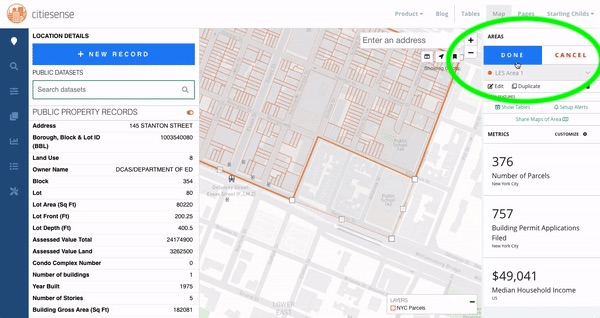 citiesense
Product
Blog
Tables
Map
Pages
Starling Childs
LOCATION DETAILS
+ NEW RECORD
PUBLIC DATASETS
Search datasets
PUBLIC PROPERTY RECORDS
Address 145 STANTON STREET
Borough, Block & Lot ID (BBL) 1003540080
Land Use 8
Owner Name DCAS/DEPARTMENT OF ED
Block 354
Lot 80
Lot Area (Sq Ft) 80220
Lot Front (Ft) 200.25
Lot Depth (Ft) 400.5
Assessed Value Total 24174900
Assessed Value Land 3262500
Condo Complex Number 0
Number of buildings 1
Year Built 1975
Number of Stories 5
Building Gross Area (Sq Ft) 182081
Enter an address
+
−
LOWER
EAST
LAYERS
NYC Parcels
AREAS
DONE
CANCEL
LES Area 1
Edit
Duplicate
Show Tables
Setup Alerts
Share Maps of Area
METRICS
CUSTOMIZE
376
Number of Parcels
New York City
757
Building Permit Applications
Filed
New York City
$49,041
Median Household Income
US